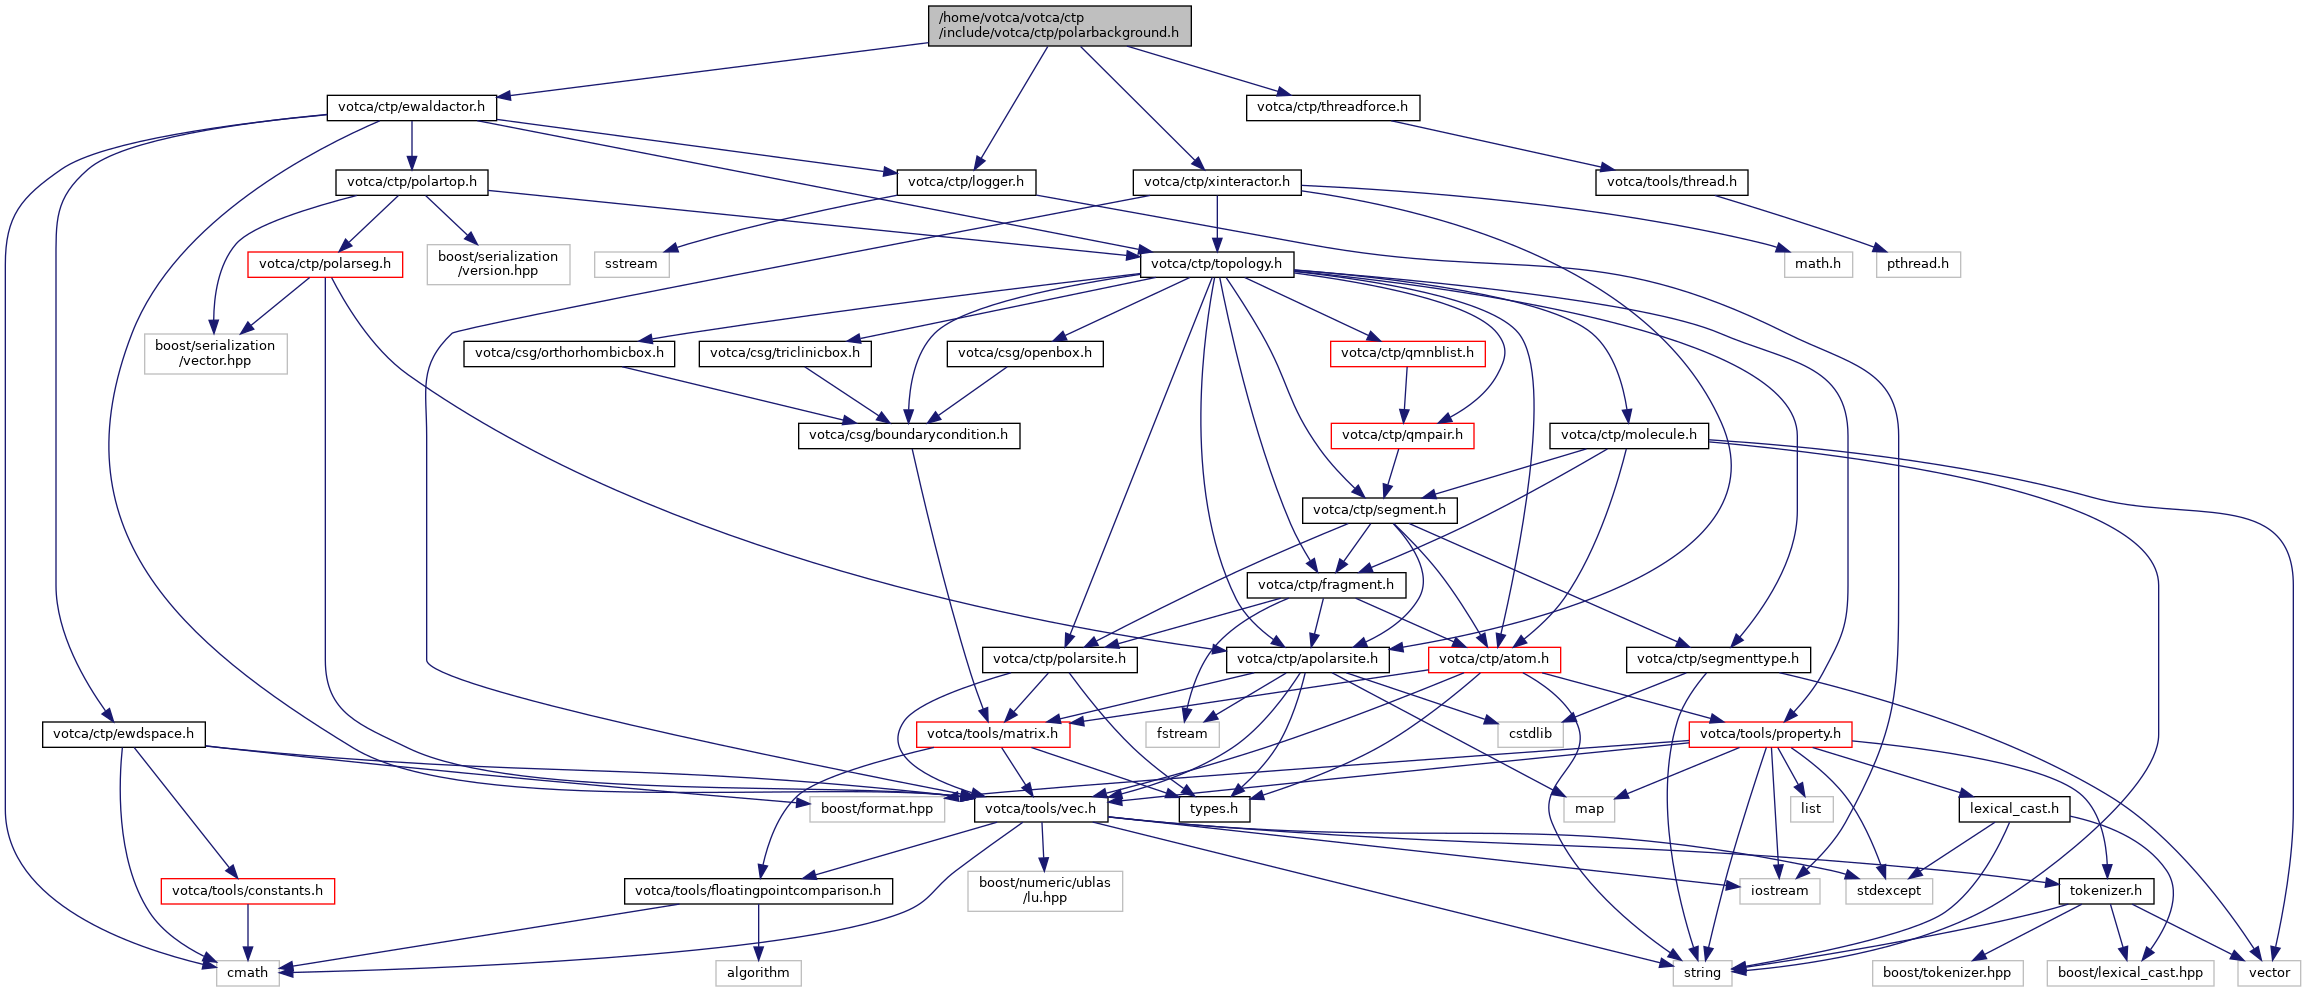 /home/votca/votca/ctp
/include/votca/ctp/polarbackground.h
votca/ctp/ewaldactor.h
votca/ctp/threadforce.h
votca/ctp/polartop.h
votca/ctp/logger.h
votca/ctp/xinteractor.h
votca/tools/thread.h
votca/ctp/polarseg.h
boost/serialization
/version.hpp
sstream
votca/ctp/topology.h
math.h
pthread.h
boost/serialization
/vector.hpp
votca/csg/orthorhombicbox.h
votca/csg/triclinicbox.h
votca/csg/openbox.h
votca/ctp/qmnblist.h
votca/csg/boundarycondition.h
votca/ctp/qmpair.h
votca/ctp/molecule.h
votca/ctp/segment.h
votca/ctp/fragment.h
votca/ctp/polarsite.h
votca/ctp/apolarsite.h
votca/ctp/atom.h
votca/ctp/segmenttype.h
votca/ctp/ewdspace.h
votca/tools/matrix.h
fstream
cstdlib
votca/tools/property.h
boost/format.hpp
votca/tools/vec.h
types.h
map
list
lexical_cast.h
votca/tools/constants.h
votca/tools/floatingpointcomparison.h
boost/numeric/ublas
/lu.hpp
iostream
stdexcept
tokenizer.h
cmath
algorithm
string
boost/tokenizer.hpp
boost/lexical_cast.hpp
vector